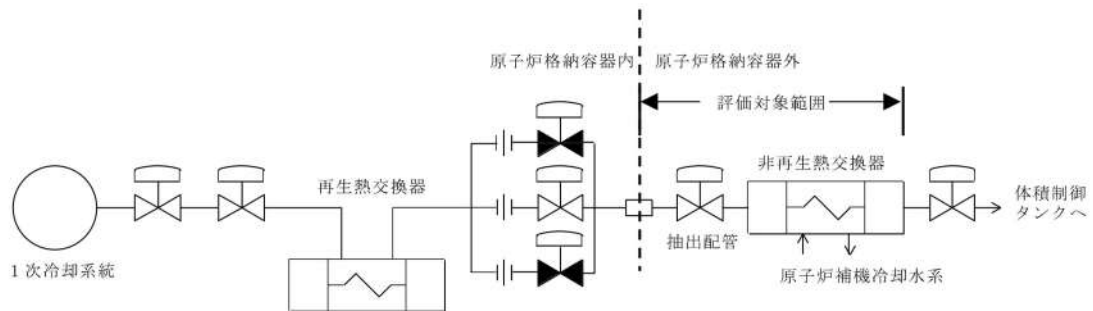 原子炉格納容器内
原子炉格納容器外
評価対象範囲
再生熱交換器
非再生熱交換器
体積制御
タンクへ
抽出配管
1次冷却系統
原子炉補機冷却水系